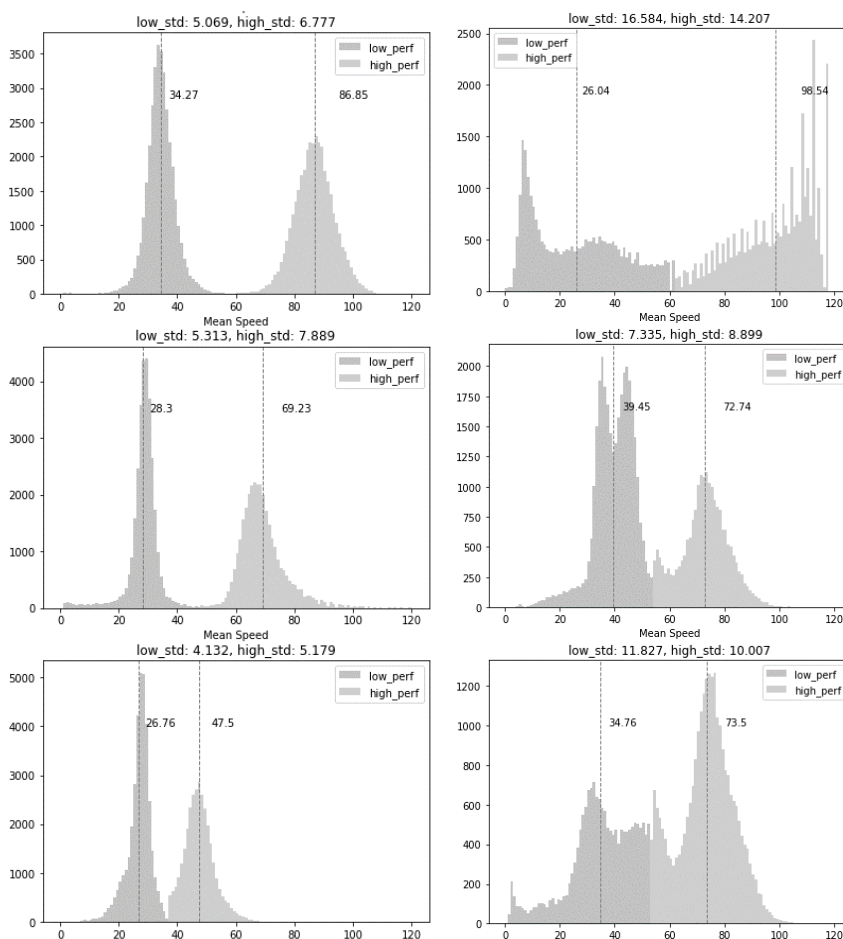 low_std: 5.069, high_std: 6.777
low_perf
high_perf
34.27
86.85
3500
3000
2500
2000
1500
1000
500
0
0 20 40 60 80 100 120
Mean Speed
low_std: 16.584, high_std: 14.207
low_perf
high_perf
26.04
98.54
2500
2000
1500
1000
500
0
0 20 40 60 80 100 120
Mean Speed
low_std: 5.313, high_std: 7.889
low_perf
high_perf
28.3
69.23
4000
3000
2000
1000
0
0 20 40 60 80 100 120
Mean Speed
low_std: 7.335, high_std: 8.899
low_perf
high_perf
39.45
72.74
2000
1750
1500
1250
1000
750
500
250
0
0 20 40 60 80 100 120
Mean Speed
low_std: 4.132, high_std: 5.179
low_perf
high_perf
26.76
47.5
5000
4000
3000
2000
1000
0
0 20 40 60 80 100 120
low_std: 11.827, high_std: 10.007
low_perf
high_perf
34.76
73.5
1200
1000
800
600
400
200
0
0 20 40 60 80 100 120